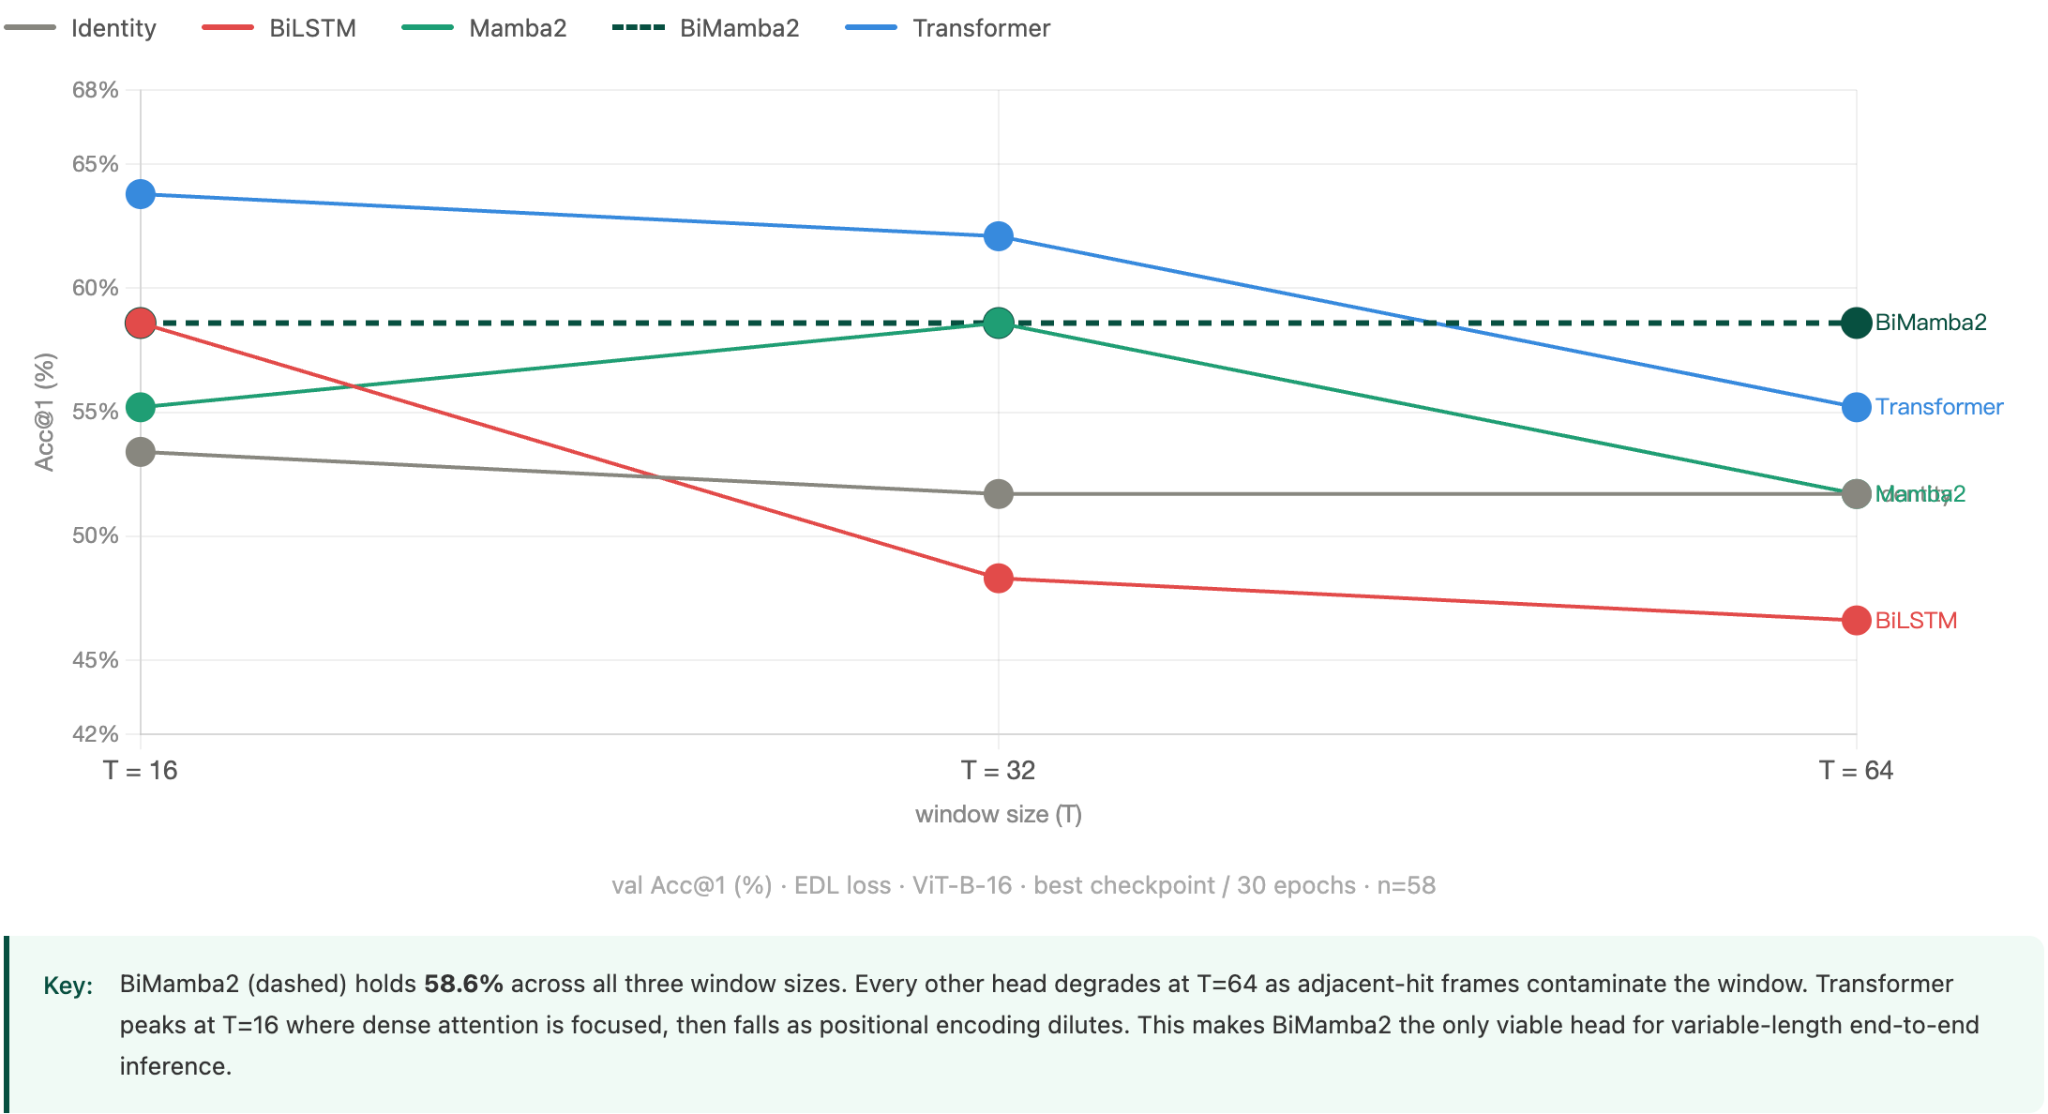 Identity BiLSTM Mamba2 BiMamba2 Transformer
68%
65%
60%
55%
50%
45%
42%
Acc@1 (%)
BiMamba2
Transformer
Mamba2
Identity
BiLSTM
T = 16 T = 32 T = 64
window size (T)
val Acc@1 (%) · EDL loss · ViT-B-16 · best checkpoint / 30 epochs · n=58
Key: BiMamba2 (dashed) holds 58.6% across all three window sizes. Every other head degrades at T=64 as adjacent-hit frames contaminate the window. Transformer
peaks at T=16 where dense attention is focused, then falls as positional encoding dilutes. This makes BiMamba2 the only viable head for variable-length end-to-end
inference.